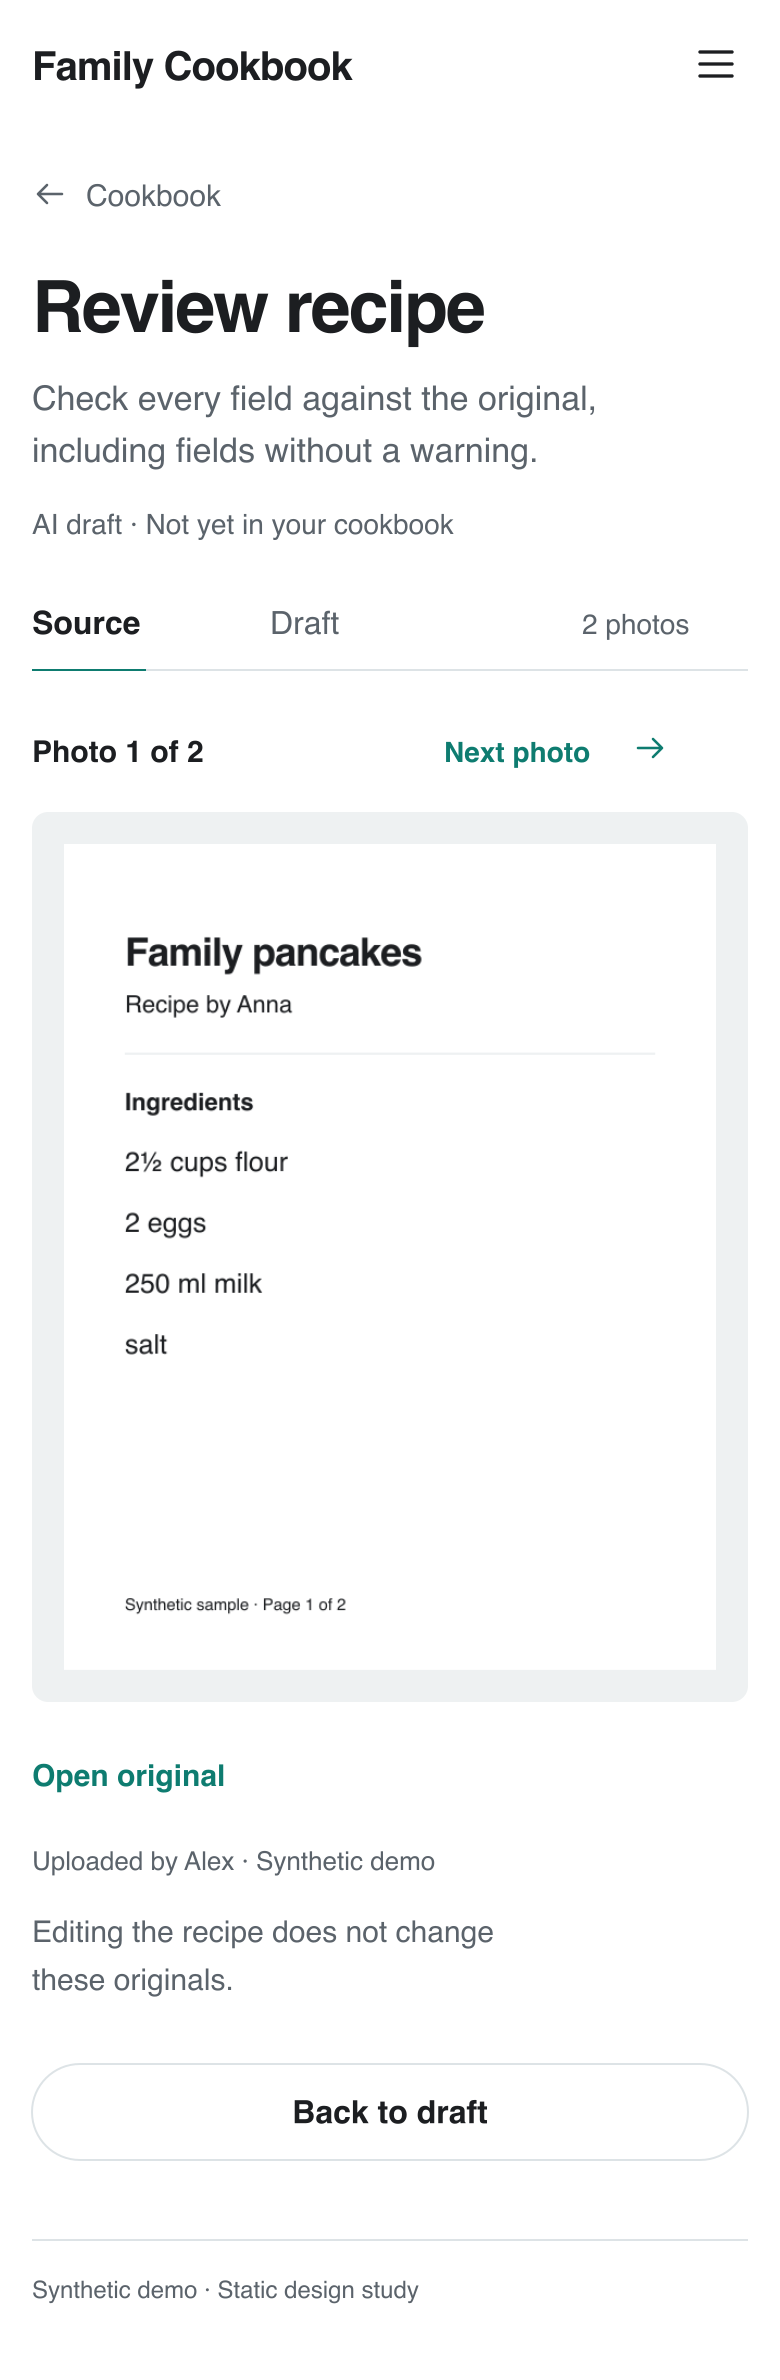 Family Cookbook
Cookbook
Review recipe
Check every field against the original,
including fields without a warning.
AI draft · Not yet in your cookbook
Source Draft 2 photos
Photo 1 of 2 Next photo
Family pancakes
Recipe by Anna
Ingredients
2½ cups flour
2 eggs
250 ml milk
salt
Synthetic sample · Page 1 of 2
Open original
Uploaded by Alex · Synthetic demo
Editing the recipe does not change
these originals.
Back to draft
Synthetic demo · Static design study